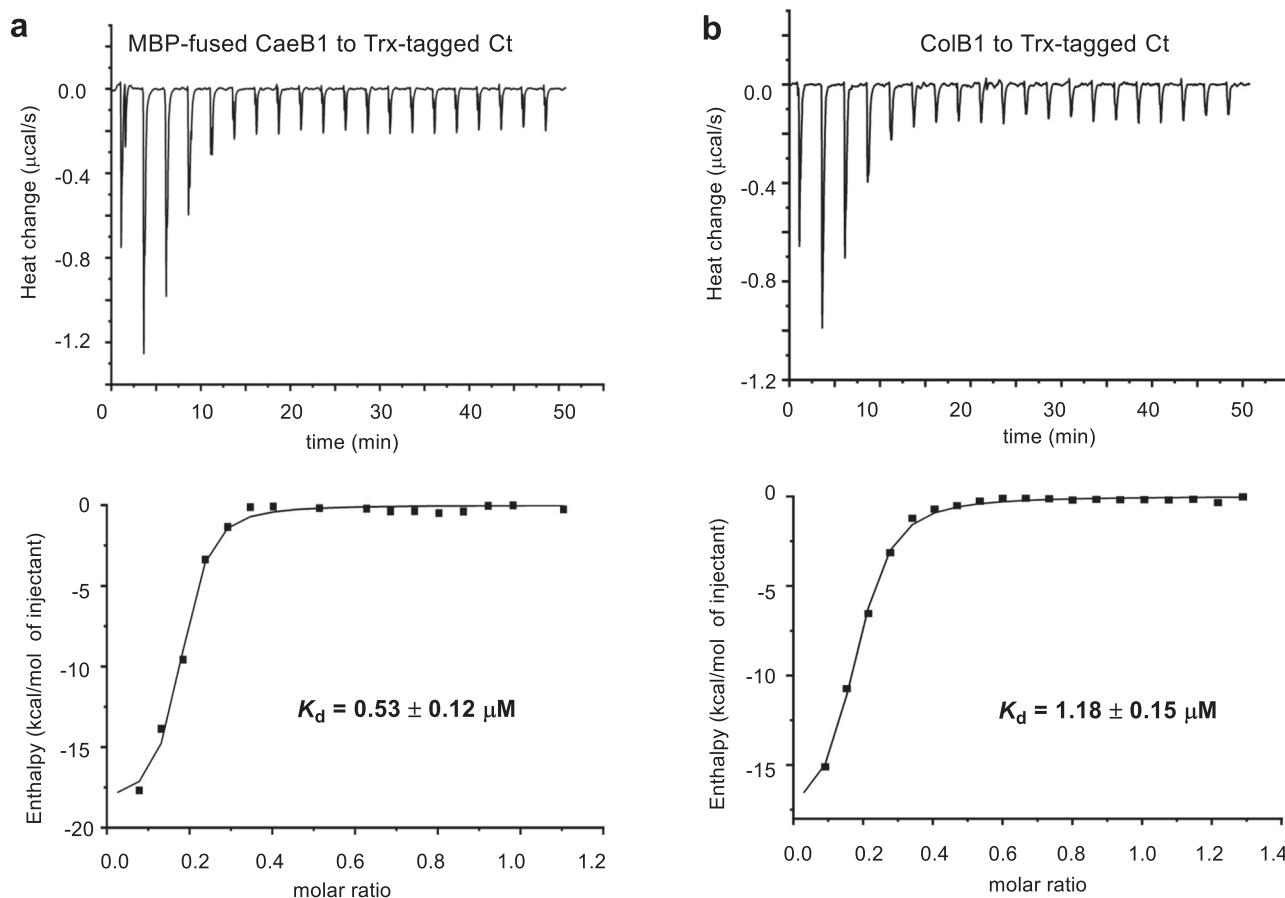 a
MBP-fused CaeB1 to Trx-tagged Ct
0.0
-0.4
-0.8
-1.2
Heat change (μcal/s)
0 10 20 30 40 50
time (min)
0
-5
-10
-15
-20
Enthalpy (kcal/mol of injectant)
Kd = 0.53 ± 0.12 μM
0.0 0.2 0.4 0.6 0.8 1.0 1.2
molar ratio
b
ColB1 to Trx-tagged Ct
0.0
-0.4
-0.8
-1.2
Heat change (μcal/s)
0 10 20 30 40 50
time (min)
0
-5
-10
-15
Enthalpy (kcal/mol of injectant)
Kd = 1.18 ± 0.15 μM
0.0 0.2 0.4 0.6 0.8 1.0 1.2 1.4
molar ratio